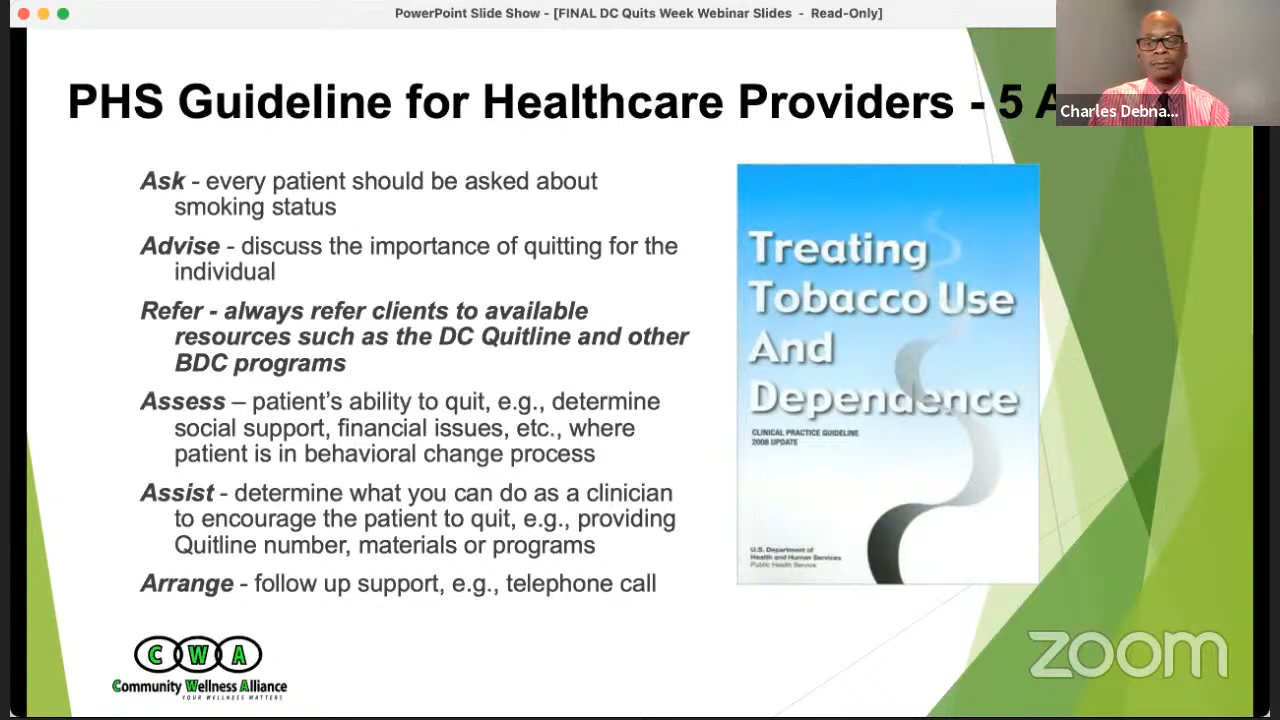 PowerPoint Slide Show - [FINAL DC Quits Week Webinar Slides - Read-Only]
PHS Guideline for Healthcare Providers - 5 A
Charles Debna...
Ask - every patient should be asked about
smoking status
Advise - discuss the importance of quitting for the
individual
Refer - always refer clients to available
resources such as the DC Quitline and other
BDC programs
Assess – patient's ability to quit, e.g., determine
social support, financial issues, etc., where
patient is in behavioral change process
Assist - determine what you can do as a clinician
to encourage the patient to quit, e.g., providing
Quitline number, materials or programs
Arrange - follow up support, e.g., telephone call
Treating
Tobacco Use
And
Dependence
CLINICAL PRACTICE GUIDELINE
2008 UPDATE
U.S. Department of
Health and Human Services
Public Health Service
C W A
Community Wellness Alliance
YOUR WELLNESS MATTERS
zoom